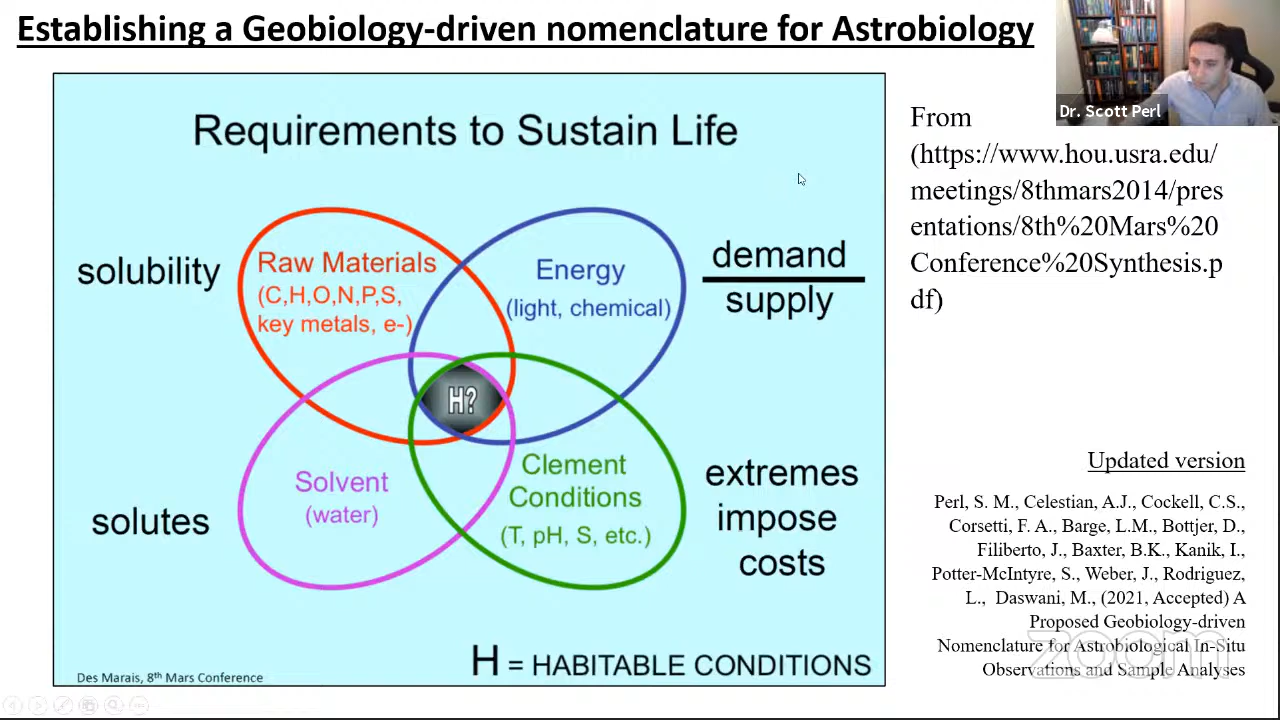 Establishing a Geobiology-driven nomenclature for Astrobiology
Dr. Scott Perl
Requirements to Sustain Life
solubility
Raw Materials
(C,H,O,N,P,S,
key metals, e-)
Energy
(light, chemical)
demand
supply
H?
Solvent
(water)
solutes
Clement
Conditions
(T, pH, S, etc.)
extremes
impose
costs
H = HABITABLE CONDITIONS
Des Marais, 8th Mars Conference
From
(https://www.hou.usra.edu/
meetings/8thmars2014/pres
entations/8th%20Mars%20
Conference%20Synthesis.p
df)
Updated version
Perl, S. M., Celestian, A.J., Cockell, C.S.,
Corsetti, F. A., Barge, L.M., Bottjer, D.,
Filiberto, J., Baxter, B.K., Kanik, I.,
Potter-McIntyre, S., Weber, J., Rodriguez,
L., Daswani, M., (2021, Accepted) A
Proposed Geobiology-driven
Nomenclature for Astrobiological In-Situ
Observations and Sample Analyses
zoom